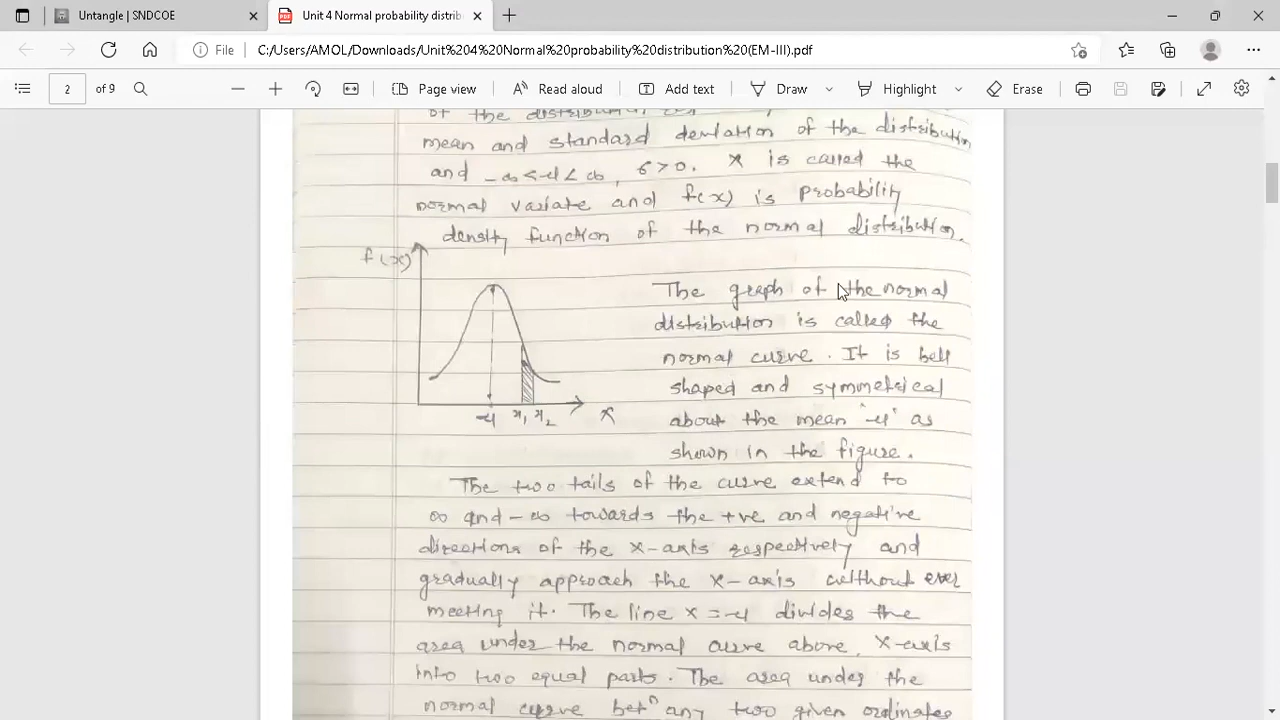 Untangle | SNDCOE
Unit 4 Normal probability distrib
File C:/Users/AMOL/Downloads/Unit%204%20Normal%20probability%20distribution%20(EM-III).pdf
2 of 9 Page view Read aloud Add text Draw Highlight Erase
of the distribution
mean and standard deviation of the distribution
and -∞<μ<∞, σ>0. x is called the
normal variate and f(x) is probability
density function of the normal distribution.
f(x)
μ x₁ x₂ X
The graph of the normal
distribution is called the
normal curve. It is bell
shaped and symmetrical
about the mean 'μ' as
shown in the figure.
The two tails of the curve extend to
∞ and -∞ towards the +ve and negative
directions of the x-axis respectively and
gradually approach the x-axis without ever
meeting it. The line x=μ divides the
area under the normal curve above X-axis
into two equal parts. The area under the
normal curve betⁿ any two given ordinates